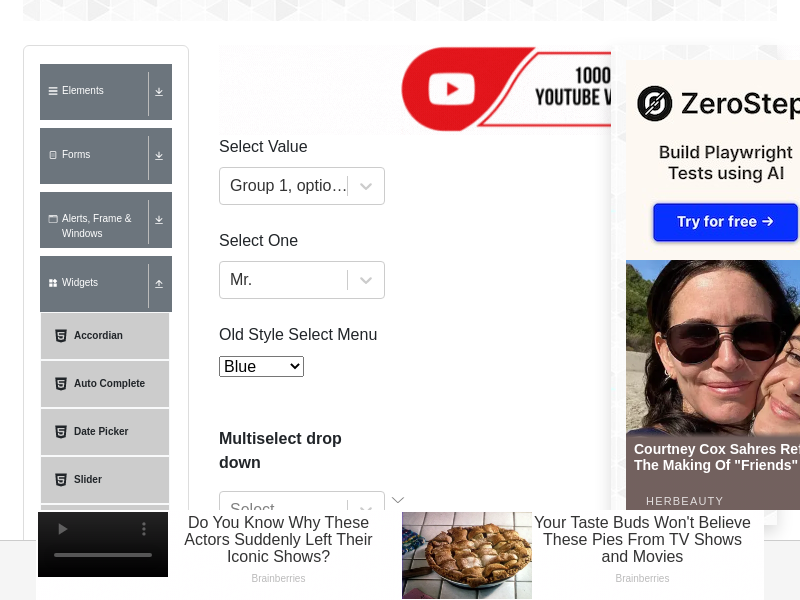 Elements
Forms
Alerts, Frame &
Windows
Widgets
Accordian
Auto Complete
Date Picker
Slider
1000
YOUTUBE V
Select Value
Group 1, optio...
Select One
Mr.
Old Style Select Menu
Blue
Multiselect drop
down
Select
ZeroStep
Build Playwright
Tests using AI
Try for free →
Courtney Cox Sahres Ref
The Making Of "Friends"
HERBEAUTY
Do You Know Why These
Actors Suddenly Left Their
Iconic Shows?
Brainberries
Your Taste Buds Won't Believe
These Pies From TV Shows
and Movies
Brainberries